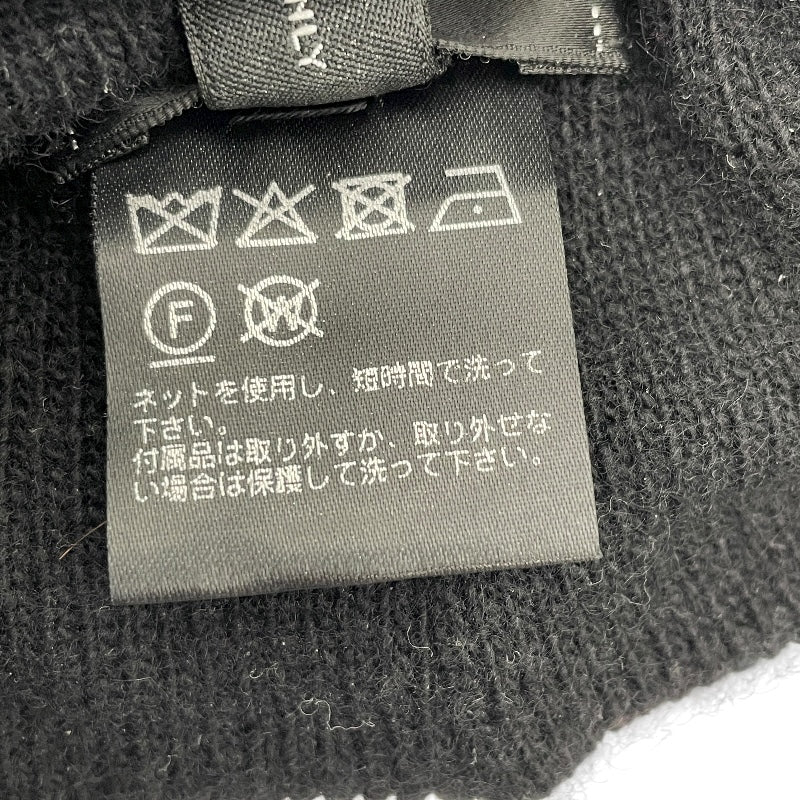 ONLY
F
W
ネットを使用し、短時間で洗って
下さい。
付属品は取り外すか、取り外せな
い場合は保護して洗って下さい。